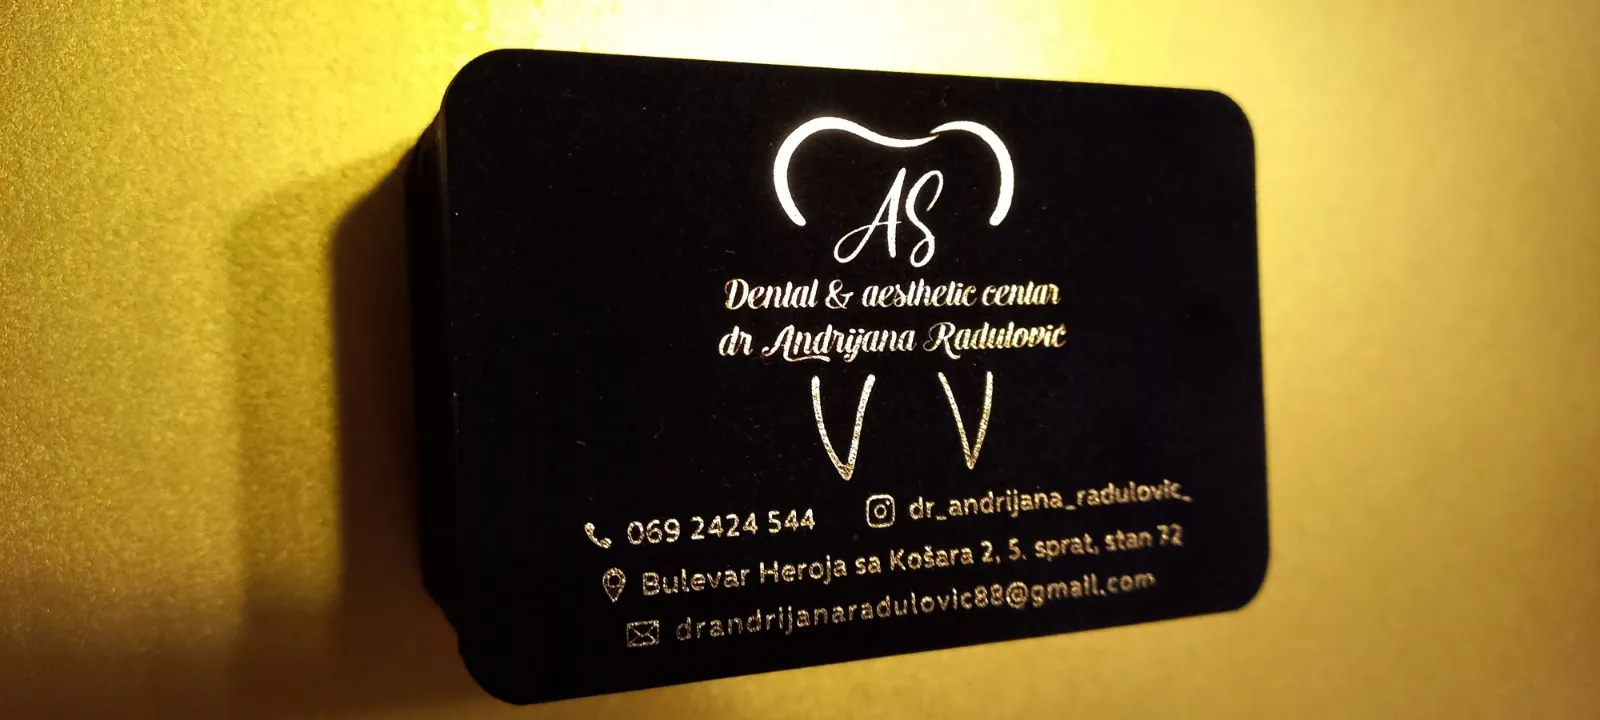 AS
Dental & aesthetic centar
dr Andrijana Radulović
069 2424 544 dr_andrijana_radulovic_
Bulevar Heroja sa Košara 2, 5. sprat, stan 72
drandrijanaradulovic88@gmail.com